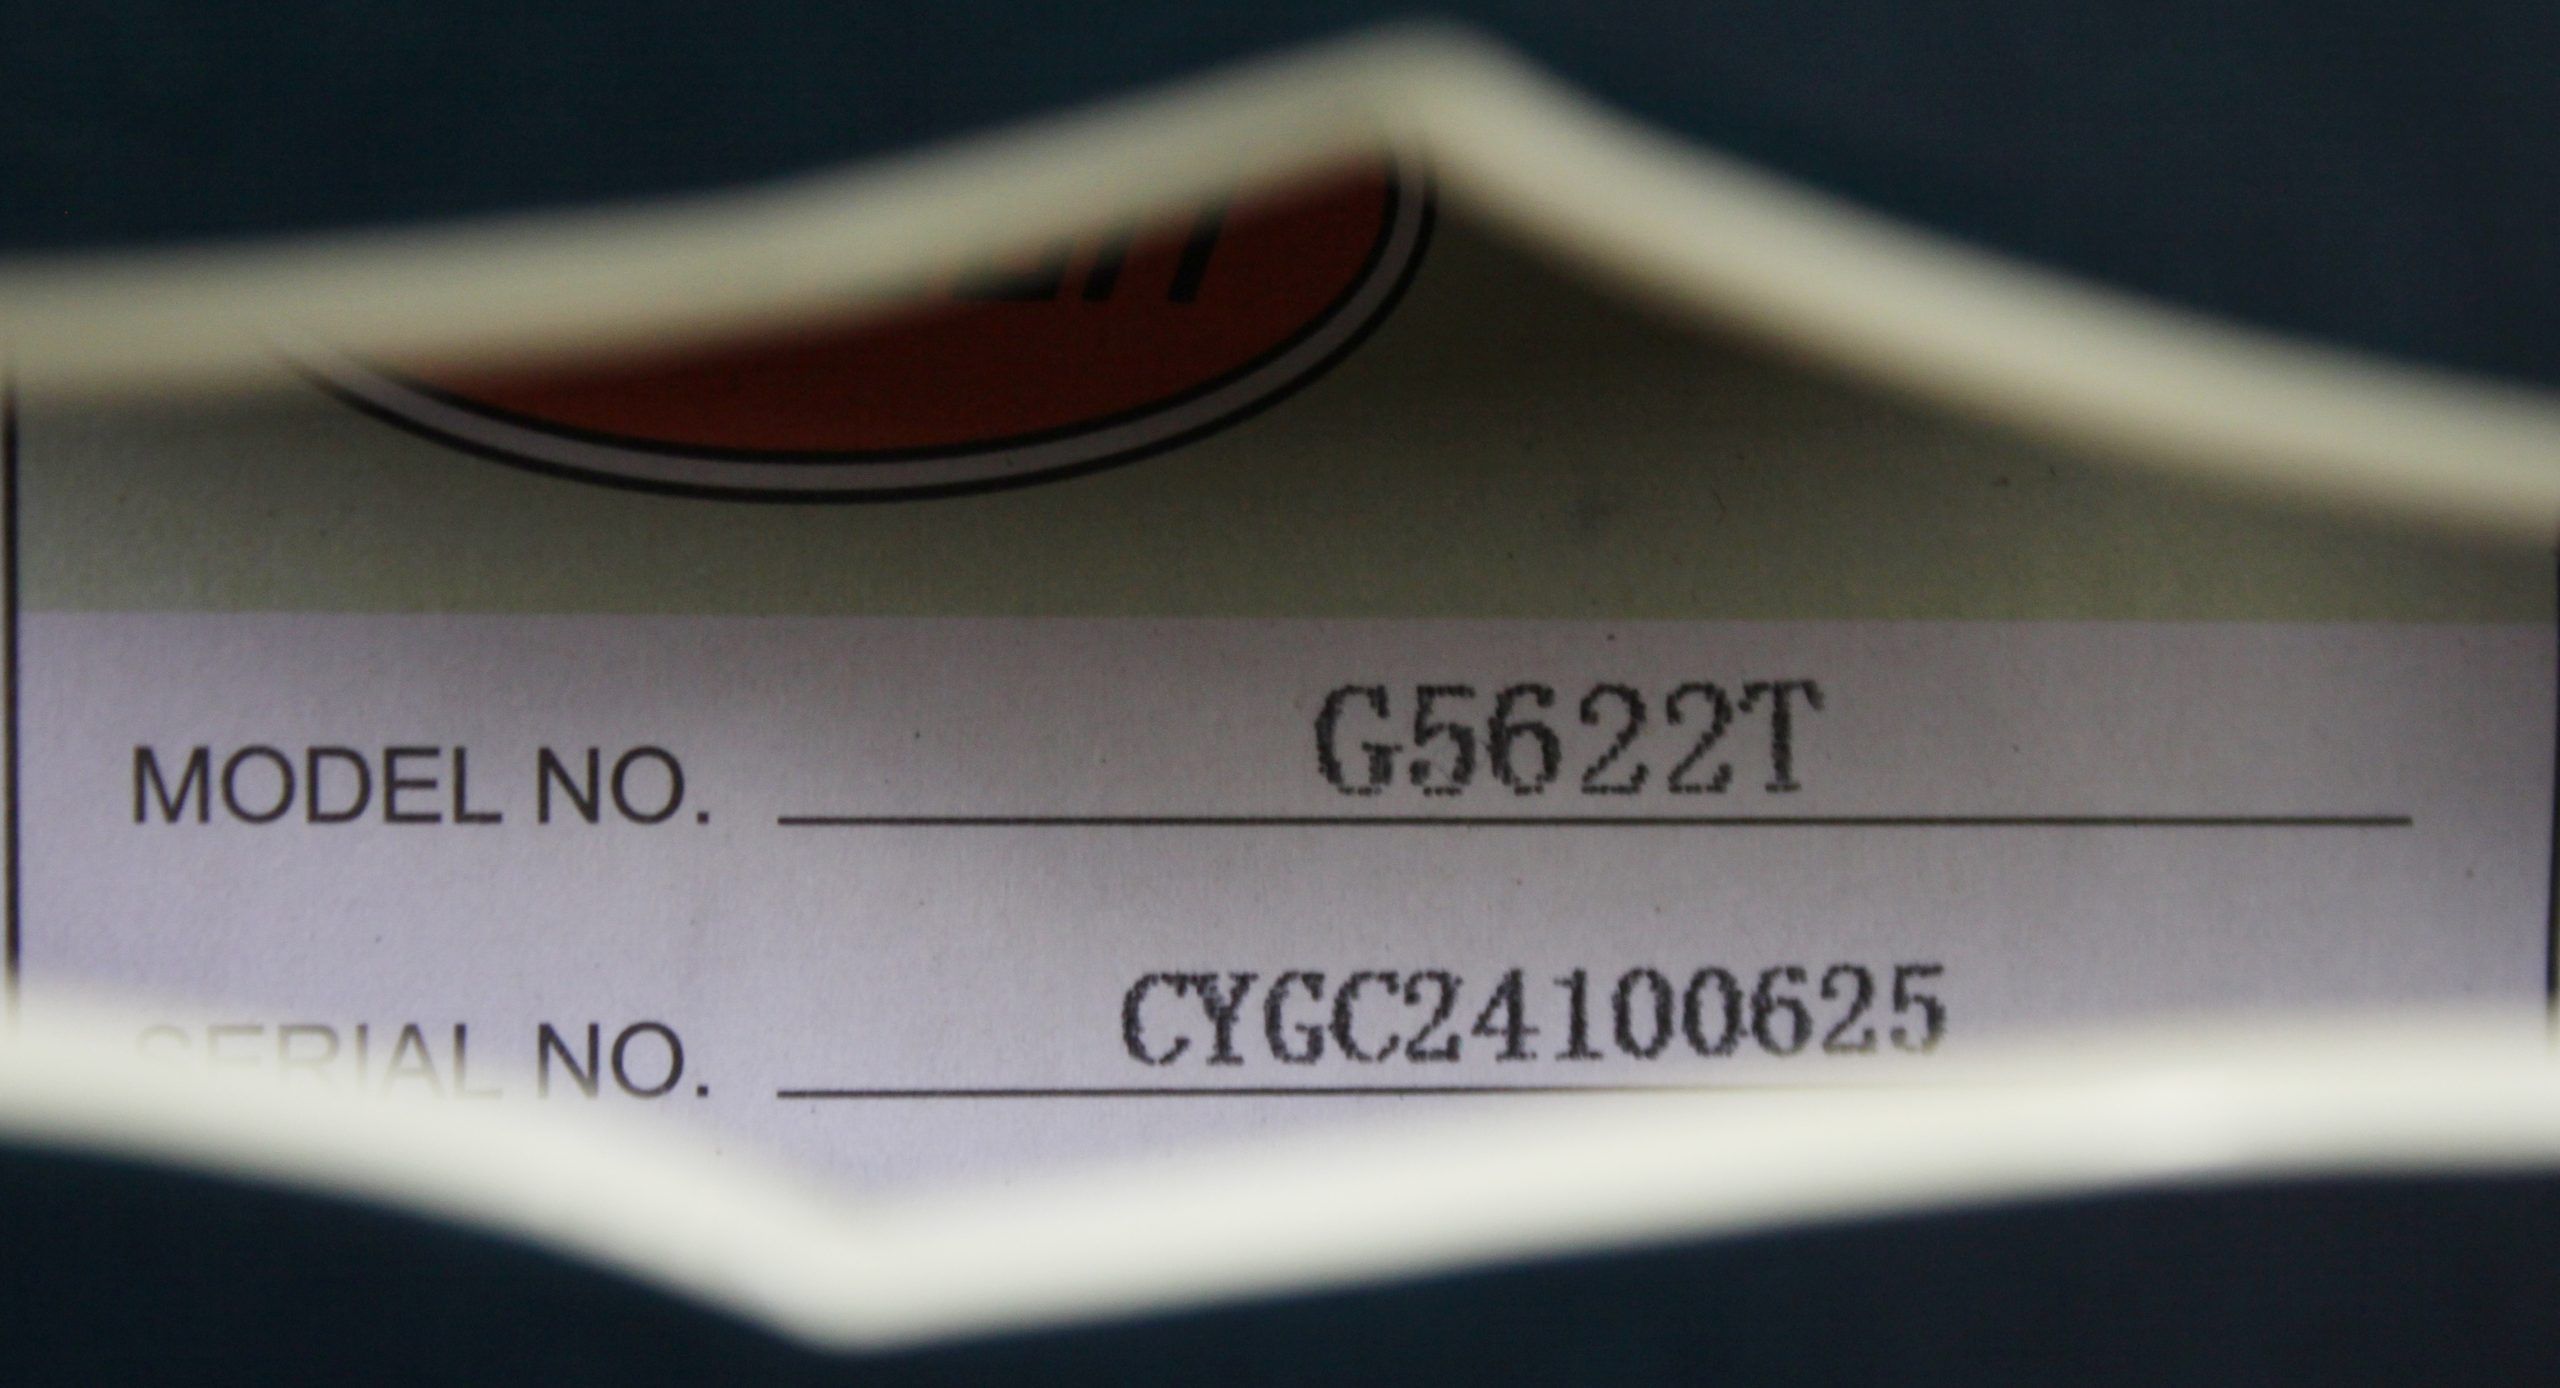 MODEL NO. G5622T
SERIAL NO. CYGC24100625